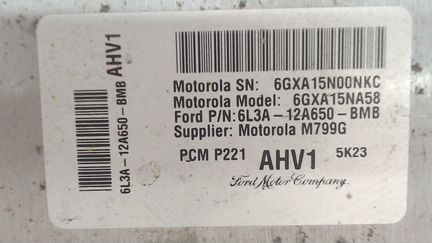 6L3A-12A650-BMB AHV1
Motorola SN: 6GXA15N00NKC
Motorola Model: 6GXA15NA58
Ford P/N: 6L3A-12A650-BMB
Supplier: Motorola M799G
PCM P221 AHV1 5K23
Ford Motor Company,